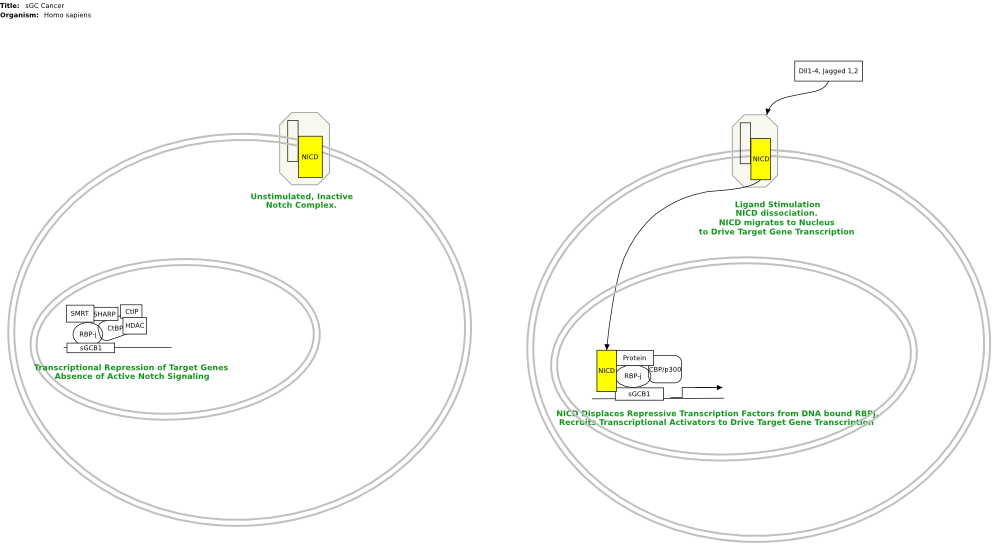 Title: sGC Cancer
Organism: Homo sapiens
Dll1-4, Jagged 1,2
NICD
Unstimulated, Inactive
Notch Complex.
NICD
Ligand Stimulation
NICD dissociation.
NICD migrates to Nucleus
to Drive Target Gene Transcription
SMRT
SHARP
CtIP
HDAC
CtBP
RBP-j
sGCB1
Transcriptional Repression of Target Genes
Absence of Active Notch Signaling
NICD
Protein
CBP/p300
RBP-j
sGCB1
NICD Displaces Repressive Transcription Factors from DNA bound RBPj.
Recruits Transcriptional Activators to Drive Target Gene Transcription